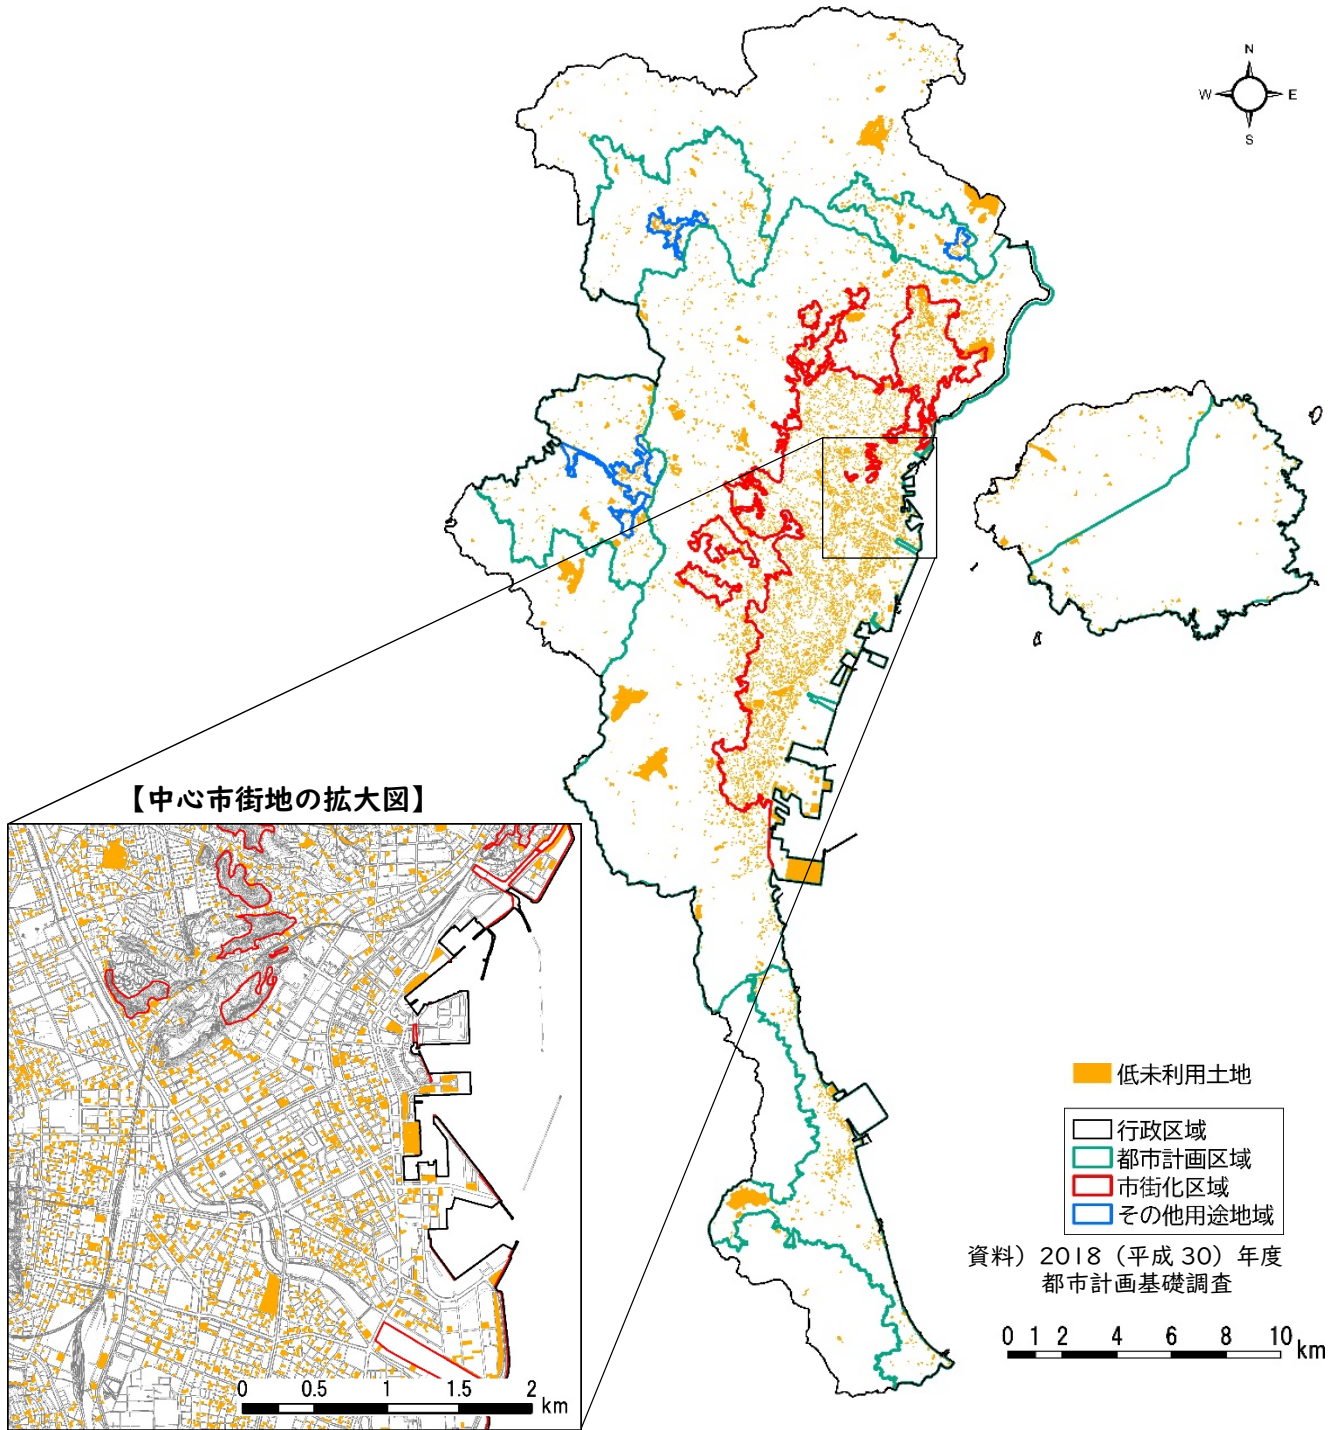 N
W E
S
【中心市街地の拡大図】
低未利用土地
行政区域
都市計画区域
市街化区域
その他用途地域
資料）2018（平成30）年度
都市計画基礎調査
0 1 2 4 6 8 10 km
0 0.5 1 1.5 2 km